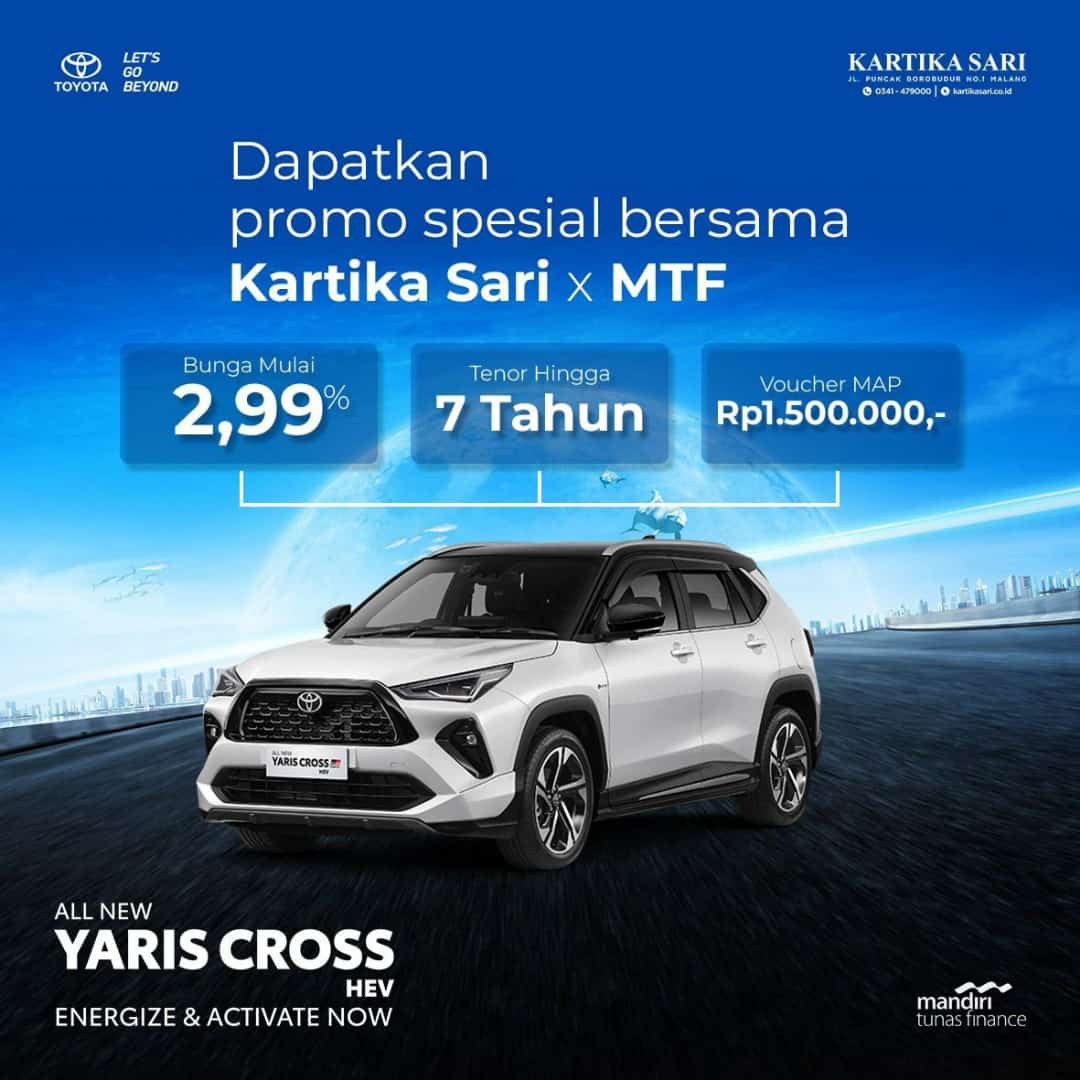 TOYOTA
LET'S
GO
BEYOND
KARTIKA SARI
JL. PUNCAK BOROBUDUR NO.1 MALANG
0341 - 479000 | kartikasari.co.id
Dapatkan
promo spesial bersama
Kartika Sari x MTF
Bunga Mulai
2,99%
Tenor Hingga
7 Tahun
Voucher MAP
Rp1.500.000,-
ALL NEW
YARIS CROSS GR
HEV
ALL NEW
YARIS CROSS
HEV
ENERGIZE & ACTIVATE NOW
mandiri
tunas finance